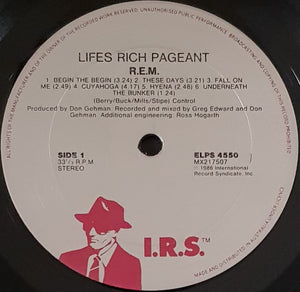 LIFES RICH PAGEANT
R.E.M.
1 BEGIN THE BEGIN (3.24) 2. THESE DAYS (3 21) 3. FALL ON
ME (2.49) 4 CUYAHOGA (4.17) 5. HYENA (2 48) 6 UNDERNEATH
THE BUNKER (1 24)
(Berry/Buck/Mills/Stipe) Control
Produced by Don Gehman. Recorded and mixed by Greg Edward and Don
Gehman. Additional engineering: Ross Hogarth
SIDE 1
33⅓ R.P.M
STEREO
ELPS 4550
MX217507
℗ 1986 International
Record Syndicate, Inc.
I.R.S.™
MADE AND DISTRIBUTED IN AUSTRALIA